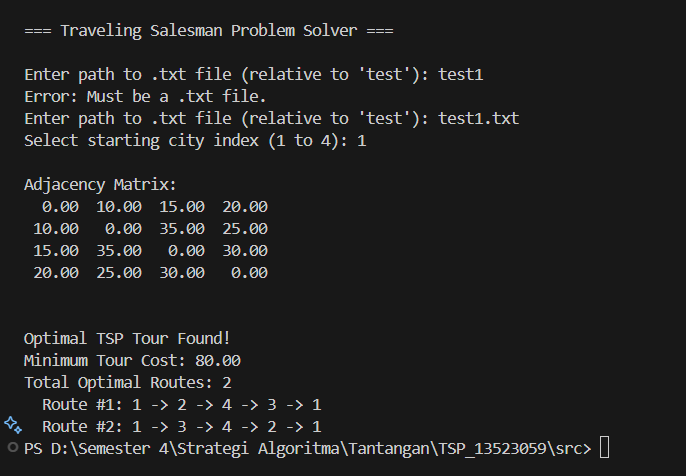 === Traveling Salesman Problem Solver ===
Enter path to .txt file (relative to 'test'): test1
Error: Must be a .txt file.
Enter path to .txt file (relative to 'test'): test1.txt
Select starting city index (1 to 4): 1
Adjacency Matrix:
0.00 10.00 15.00 20.00
10.00 0.00 35.00 25.00
15.00 35.00 0.00 30.00
20.00 25.00 30.00 0.00
Optimal TSP Tour Found!
Minimum Tour Cost: 80.00
Total Optimal Routes: 2
Route #1: 1 -> 2 -> 4 -> 3 -> 1
Route #2: 1 -> 3 -> 4 -> 2 -> 1
PS D:\Semester 4\Strategi Algoritma\Tantangan\TSP_13523059\src>